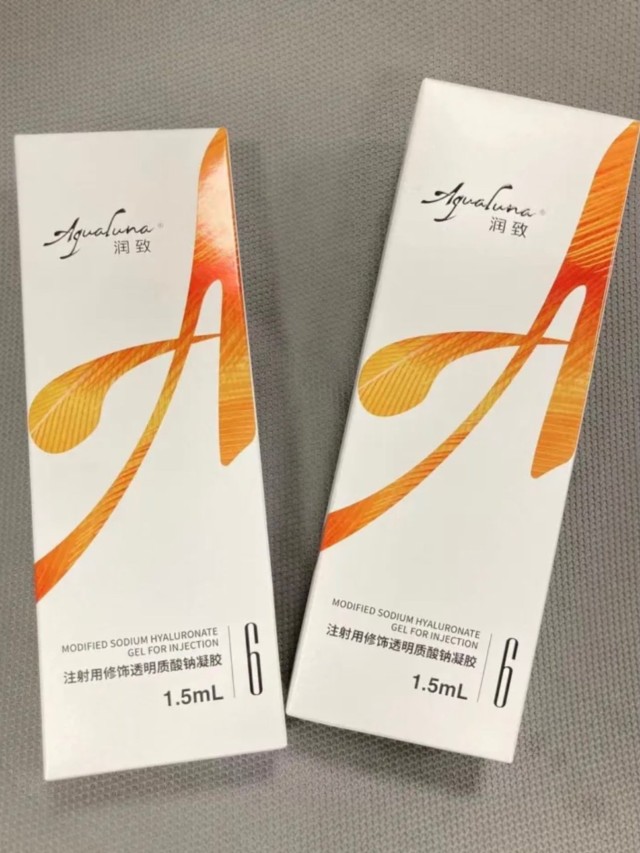 Aqualuna®
润致
MODIFIED SODIUM HYALURONATE
GEL FOR INJECTION
注射用修饰透明质酸钠凝胶
1.5mL
6
Aqualuna®
润致
MODIFIED SODIUM HYALURONATE
GEL FOR INJECTION
注射用修饰透明质酸钠凝胶
1.5mL
6